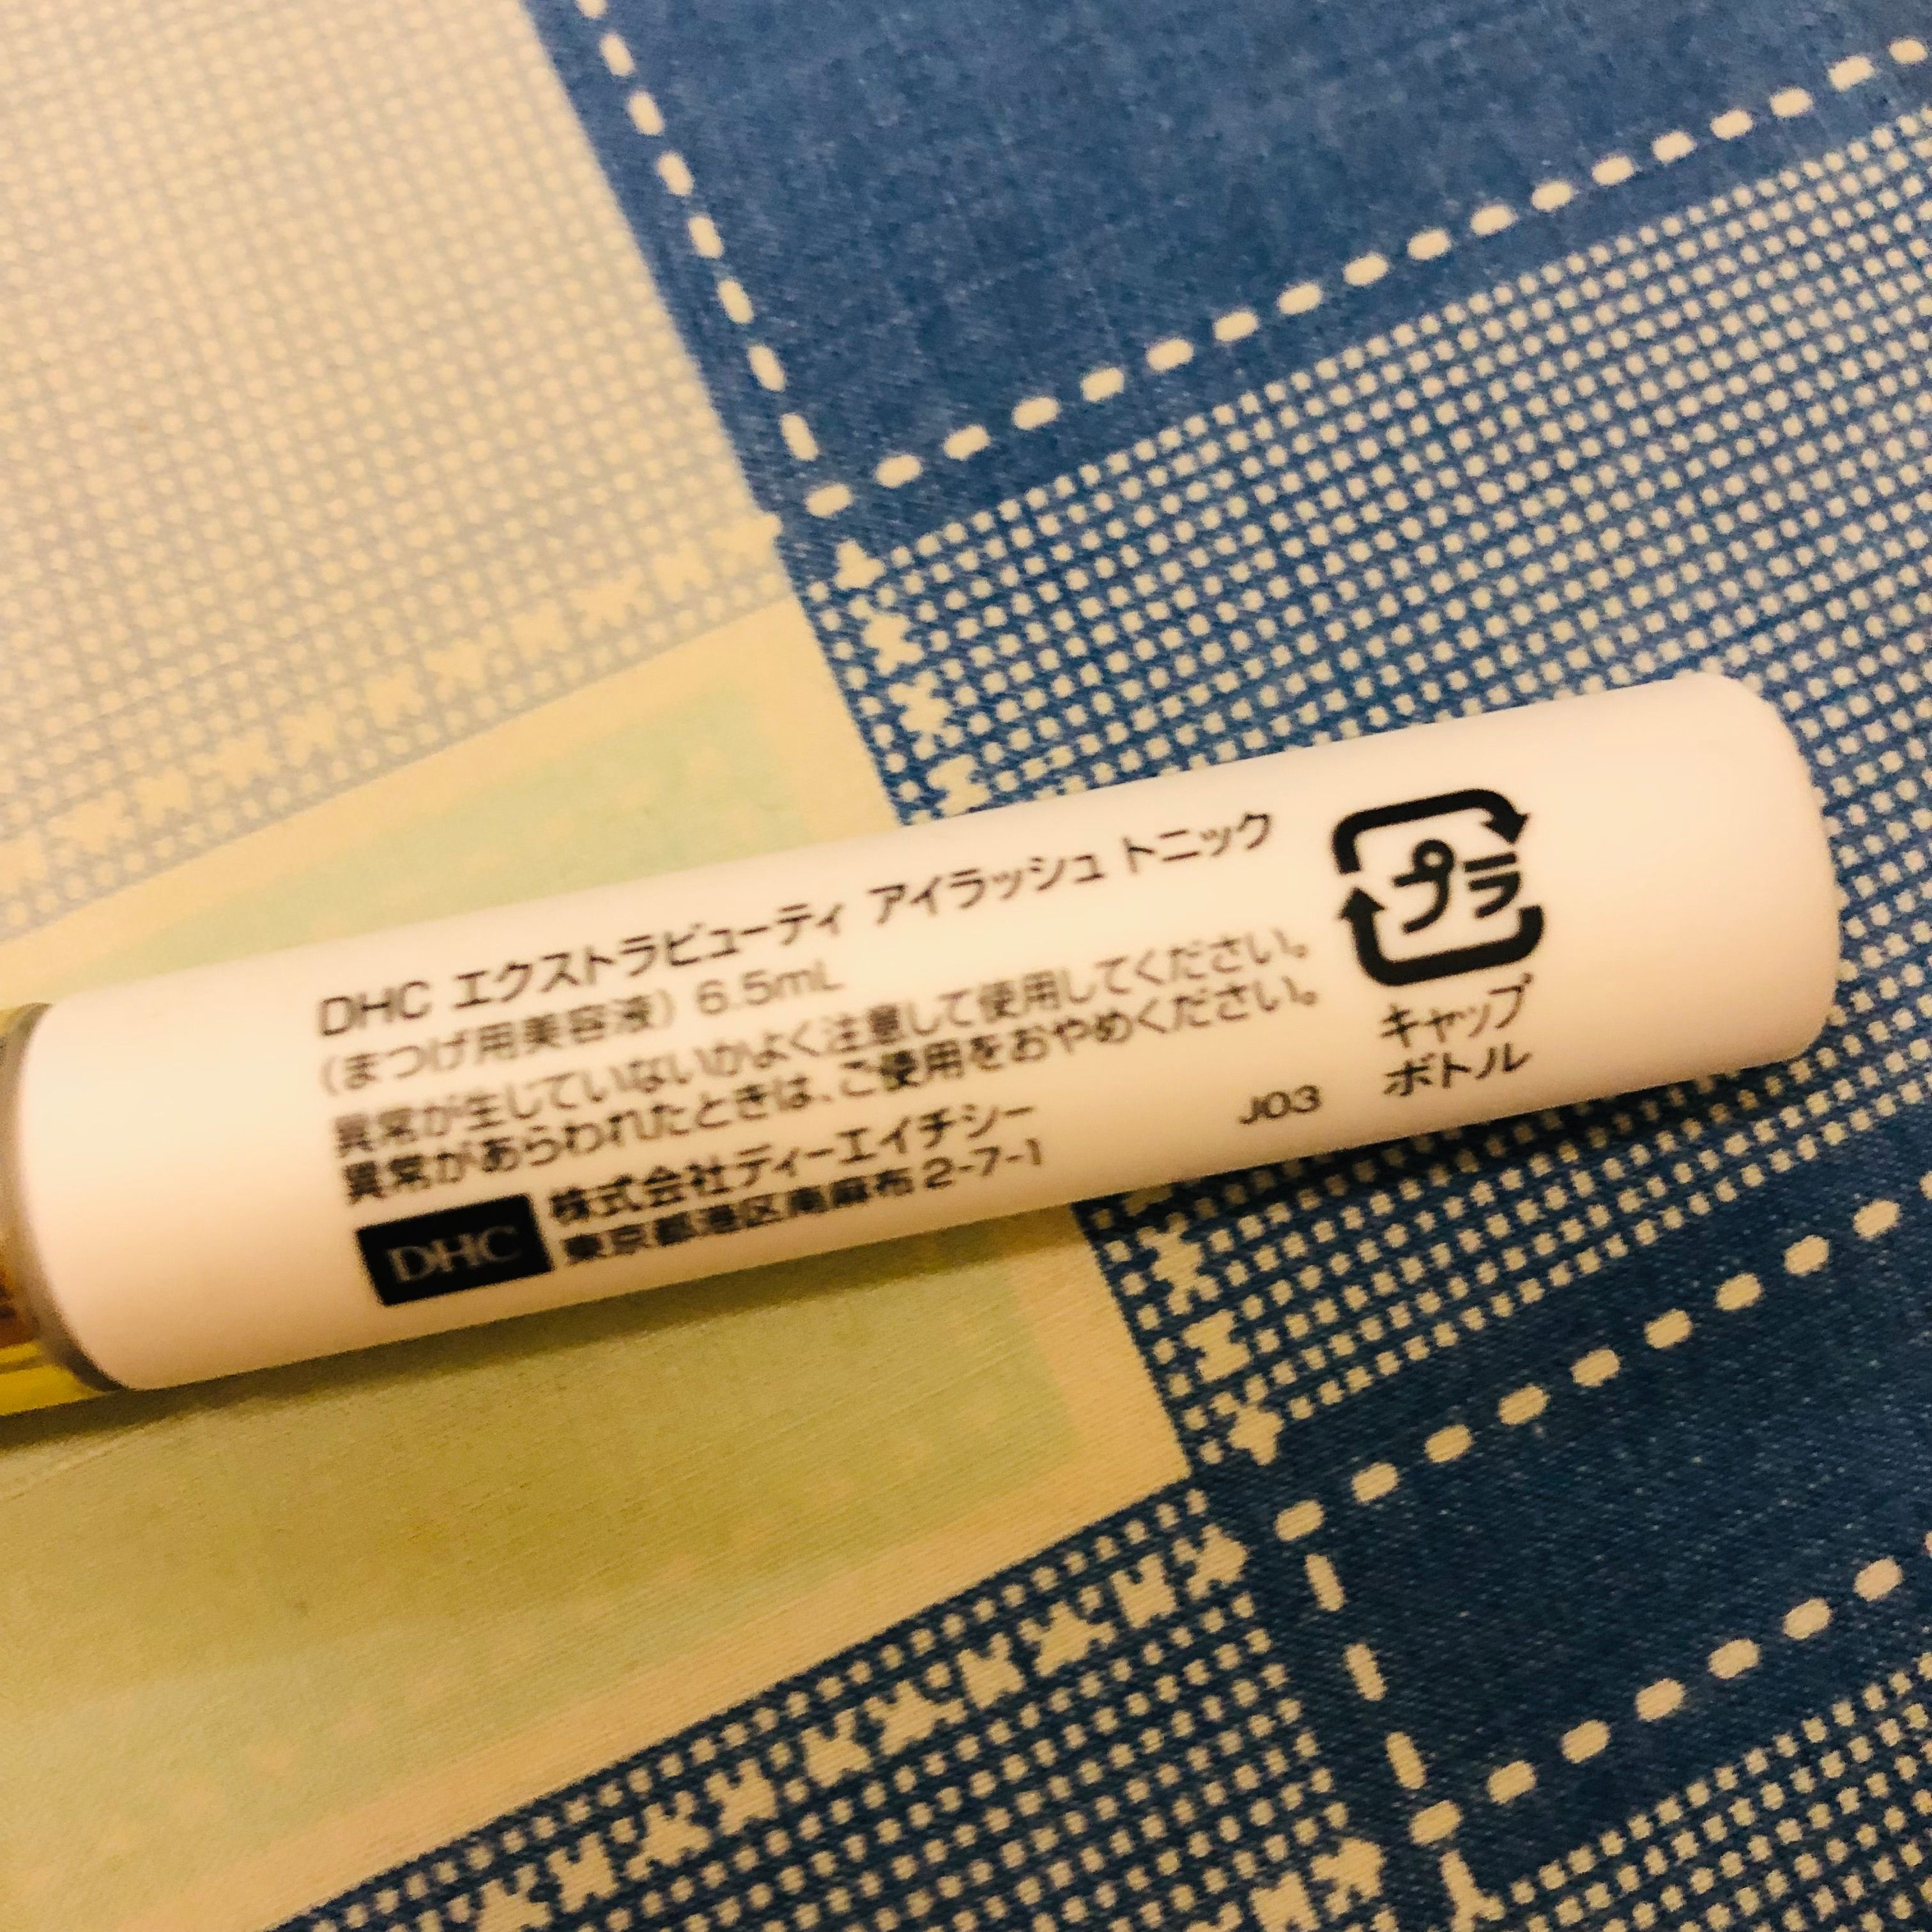 DHC エクストラビューティ アイラッシュ トニック
(まつげ用美容液) 6.5mL
異常が生じていないかよく注意して使用してください。
異常があらわれたときは、ご使用をおやめください。
DHC
株式会社ディーエイチシー
東京都港区南麻布2-7-1
J03
プラ
キャップ
ボトル